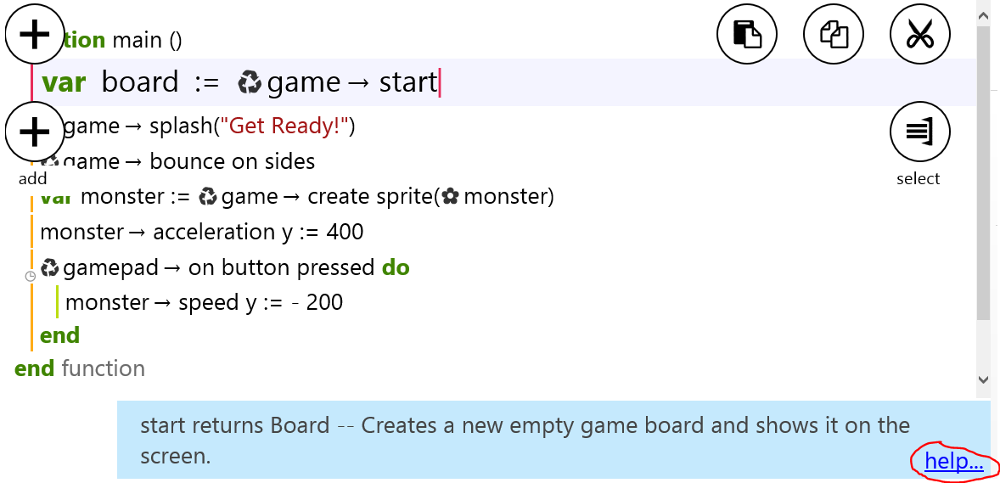 tion main ()
var board := ♻game → start
game → splash("Get Ready!")
♻game → bounce on sides
add
select
var monster := ♻game → create sprite(✿monster)
monster → acceleration y := 400
♻gamepad → on button pressed do
monster → speed y := - 200
end
end function
start returns Board -- Creates a new empty game board and shows it on the
screen.
help...